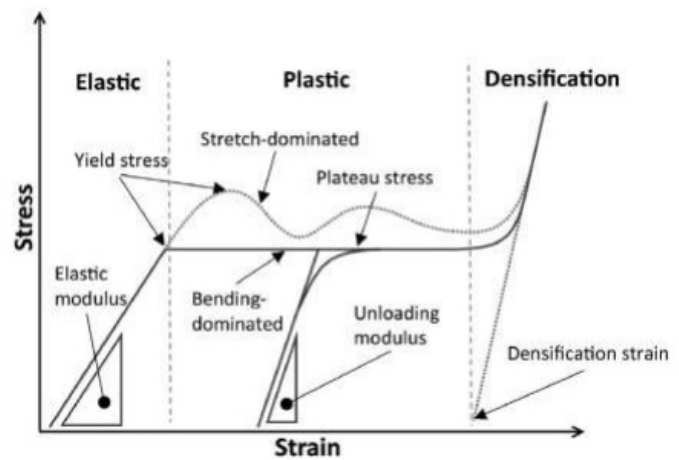 Elastic
Plastic
Densification
Stretch-dominated
Yield stress
Plateau stress
Stress
Elastic
modulus
Bending-
dominated
Unloading
modulus
Densification strain
Strain